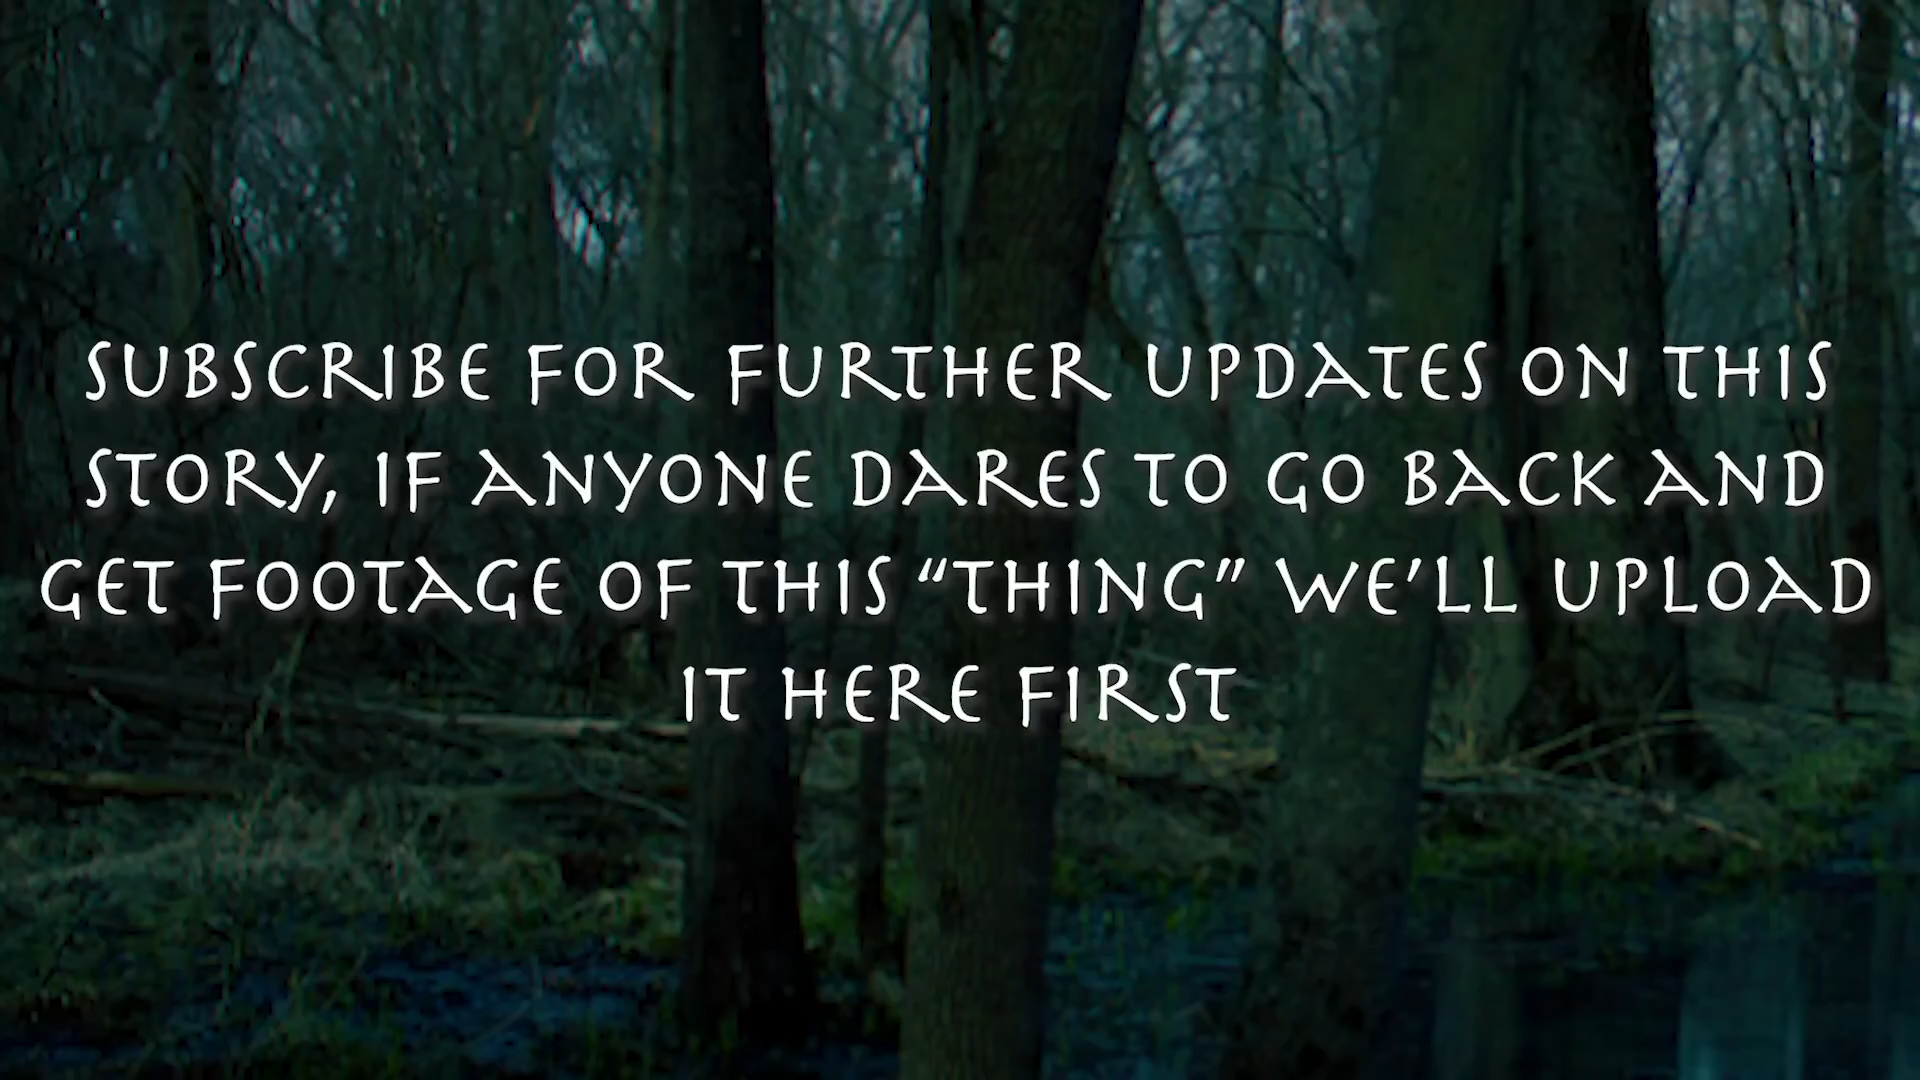 SUBSCRIBE FOR FURTHER UPDATES ON THIS
STORY, IF ANYONE DARES TO GO BACK AND
GET FOOTAGE OF THIS “THING” WE’LL UPLOAD
IT HERE FIRST